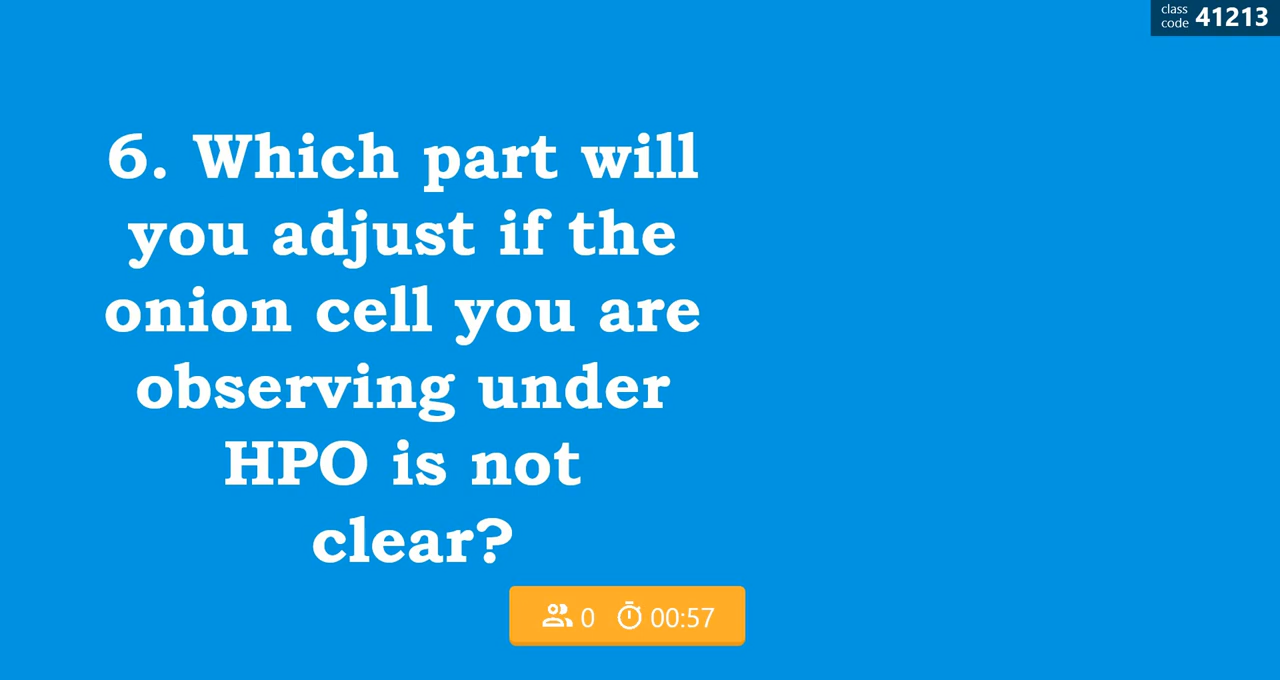 class
code 41213
6. Which part will
you adjust if the
onion cell you are
observing under
HPO is not
clear?
0 00:57